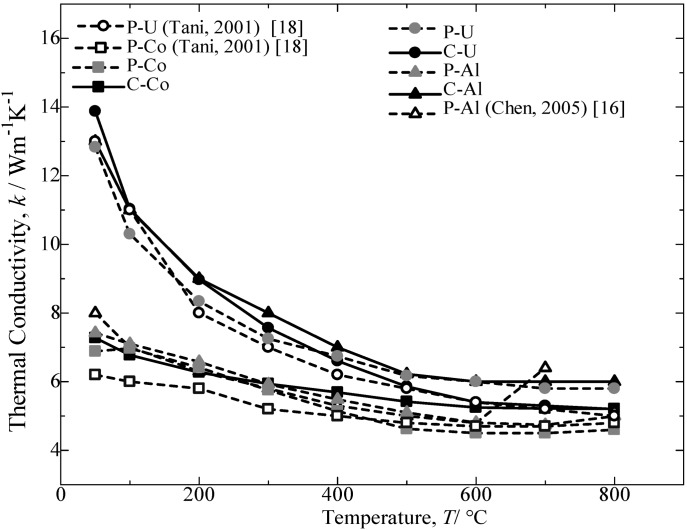 P-U (Tani, 2001) [18]
P-Co (Tani, 2001) [18]
P-Co
C-Co
P-U
C-U
P-Al
C-Al
P-Al (Chen, 2005) [16]
Thermal Conductivity, k / Wm⁻¹K⁻¹
16
14
12
10
8
6
4
0 200 400 600 800
Temperature, T/ °C